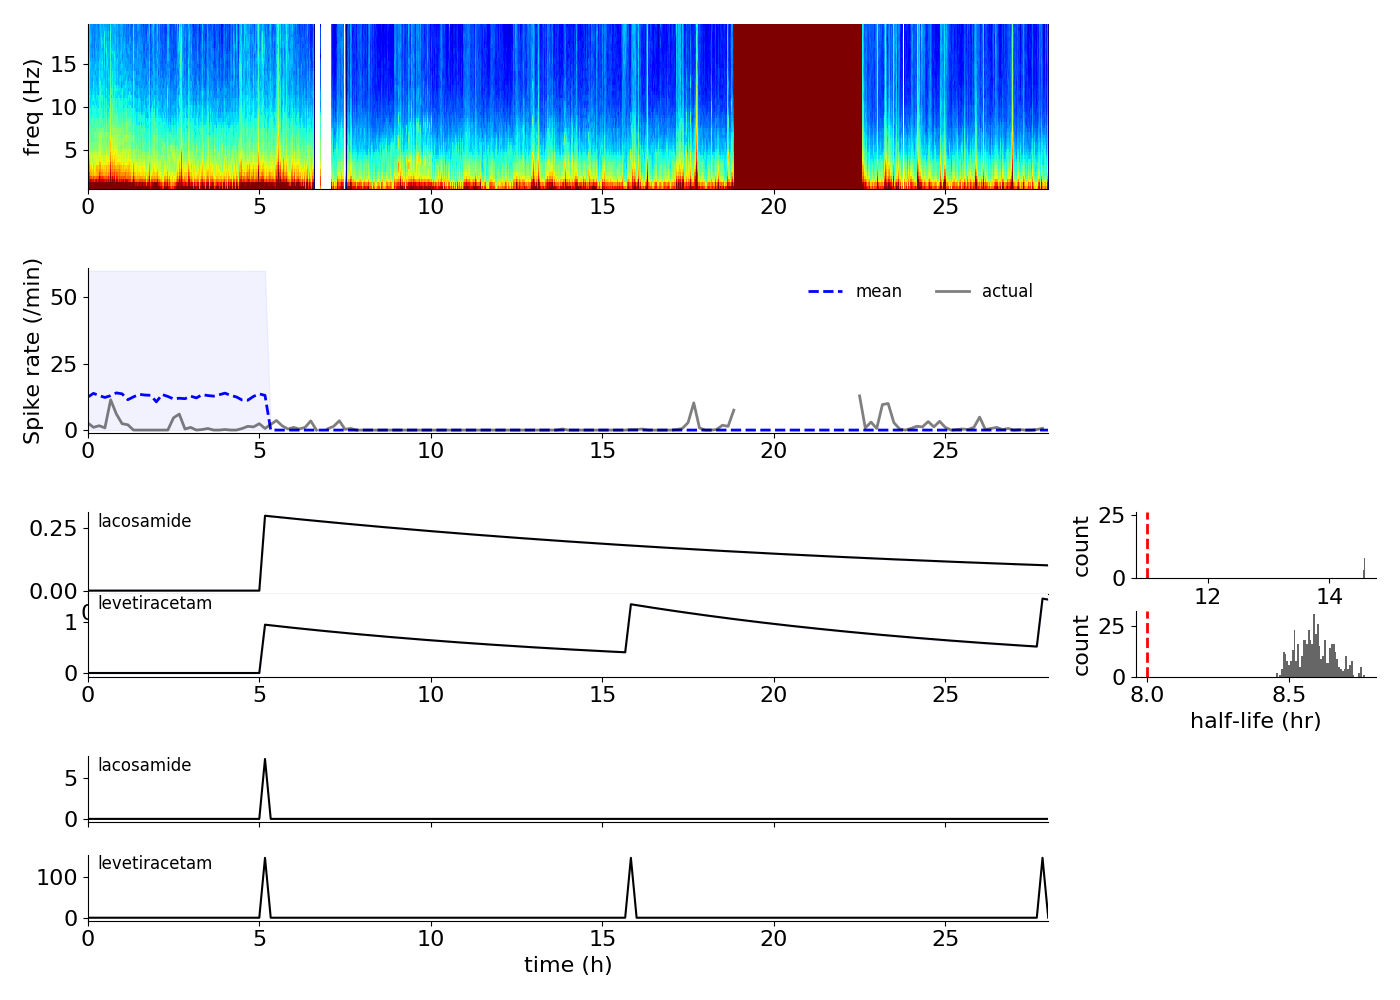 freq (Hz)
15
10
5
0 5 10 15 20 25
Spike rate (/min)
50
25
0
mean actual
0 5 10 15 20 25
lacosamide
0.25
0.00
count
25
0
12 14
levetiracetam
1
0
0 5 10 15 20 25
count
25
0
8.0 8.5
half-life (hr)
lacosamide
5
0
levetiracetam
100
0
0 5 10 15 20 25
time (h)